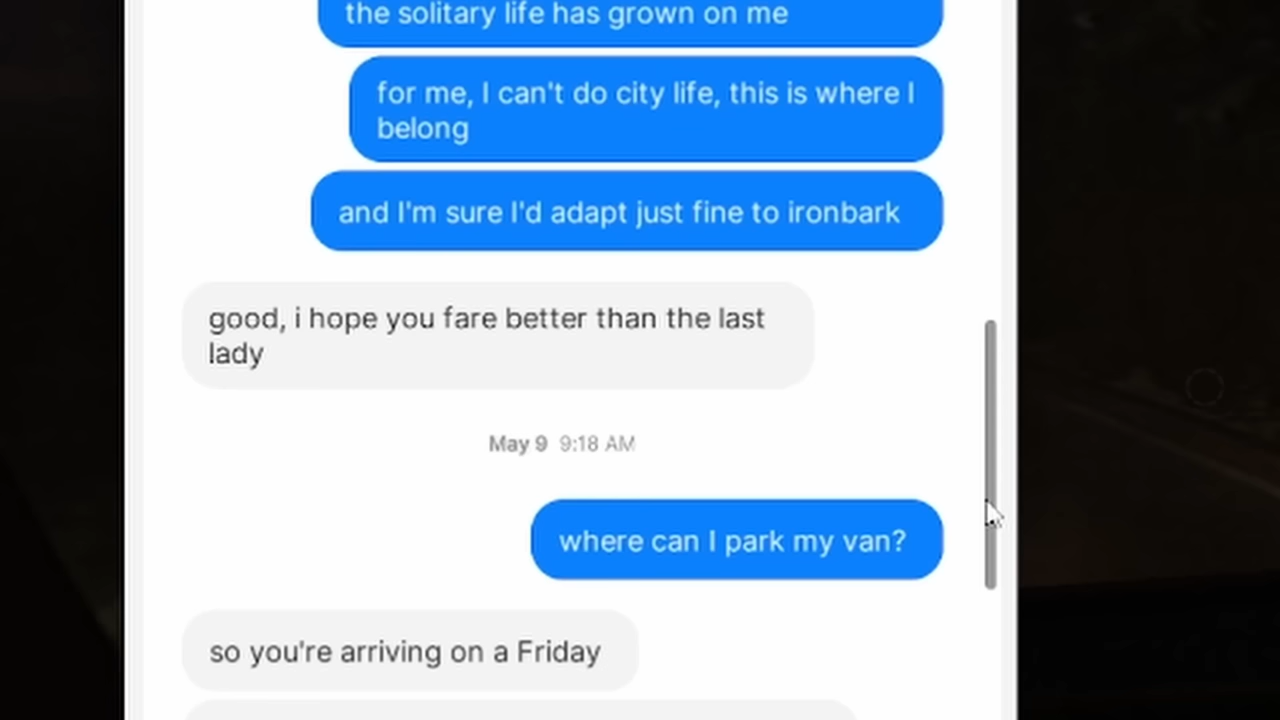 the solitary life has grown on me
for me, I can't do city life, this is where I
belong
and I'm sure I'd adapt just fine to ironbark
good, i hope you fare better than the last
lady
May 9 9:18 AM
where can I park my van?
so you're arriving on a Friday